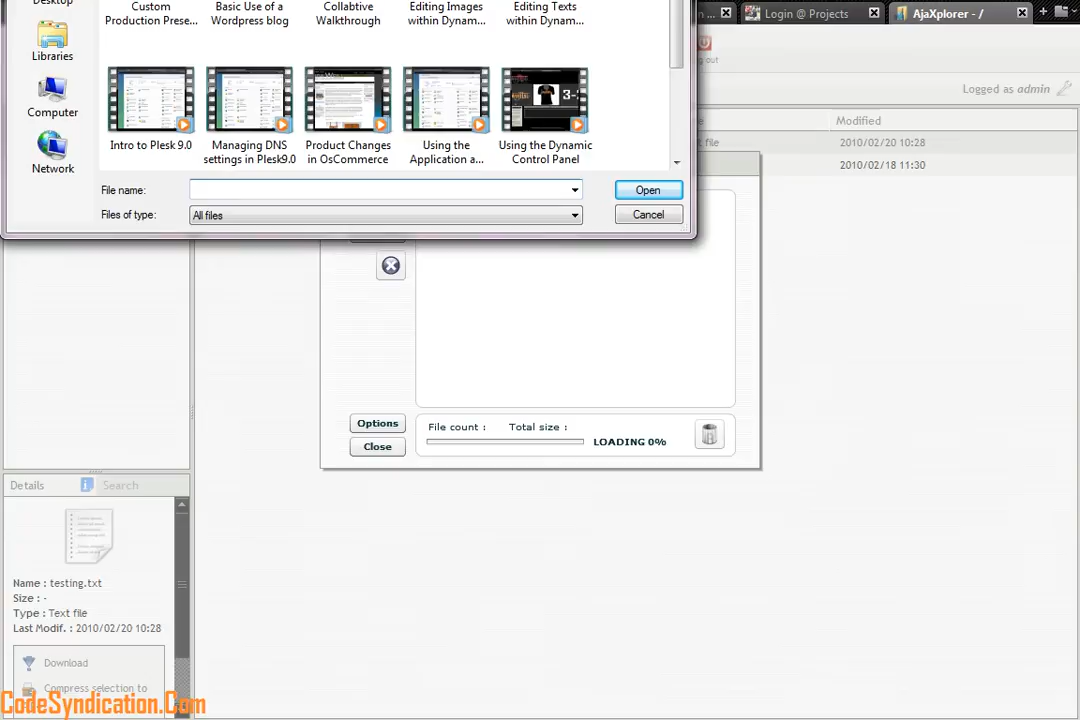 Custom
Production Prese...
Basic Use of a
Wordpress blog
Collabtive
Walkthrough
Editing Images
within Dynam...
Editing Texts
within Dynam...
n ...
Login @ Projects
AjaXplorer - /
Desktop
Libraries
Computer
Network
out
Logged as admin
Intro to Plesk 9.0
Managing DNS
settings in Plesk9.0
Product Changes
in OsCommerce
Using the
Application a...
3-
Using the Dynamic
Control Panel
Modified
t file
2010/02/20 10:28
2010/02/18 11:30
File name:
Open
Files of type:
All files
Cancel
Options
Close
File count :
Total size :
LOADING 0%
Details
Search
Name : testing.txt
Size : -
Type : Text file
Last Modif. : 2010/02/20 10:28
Download
Compress selection to
CodeSyndication.Com